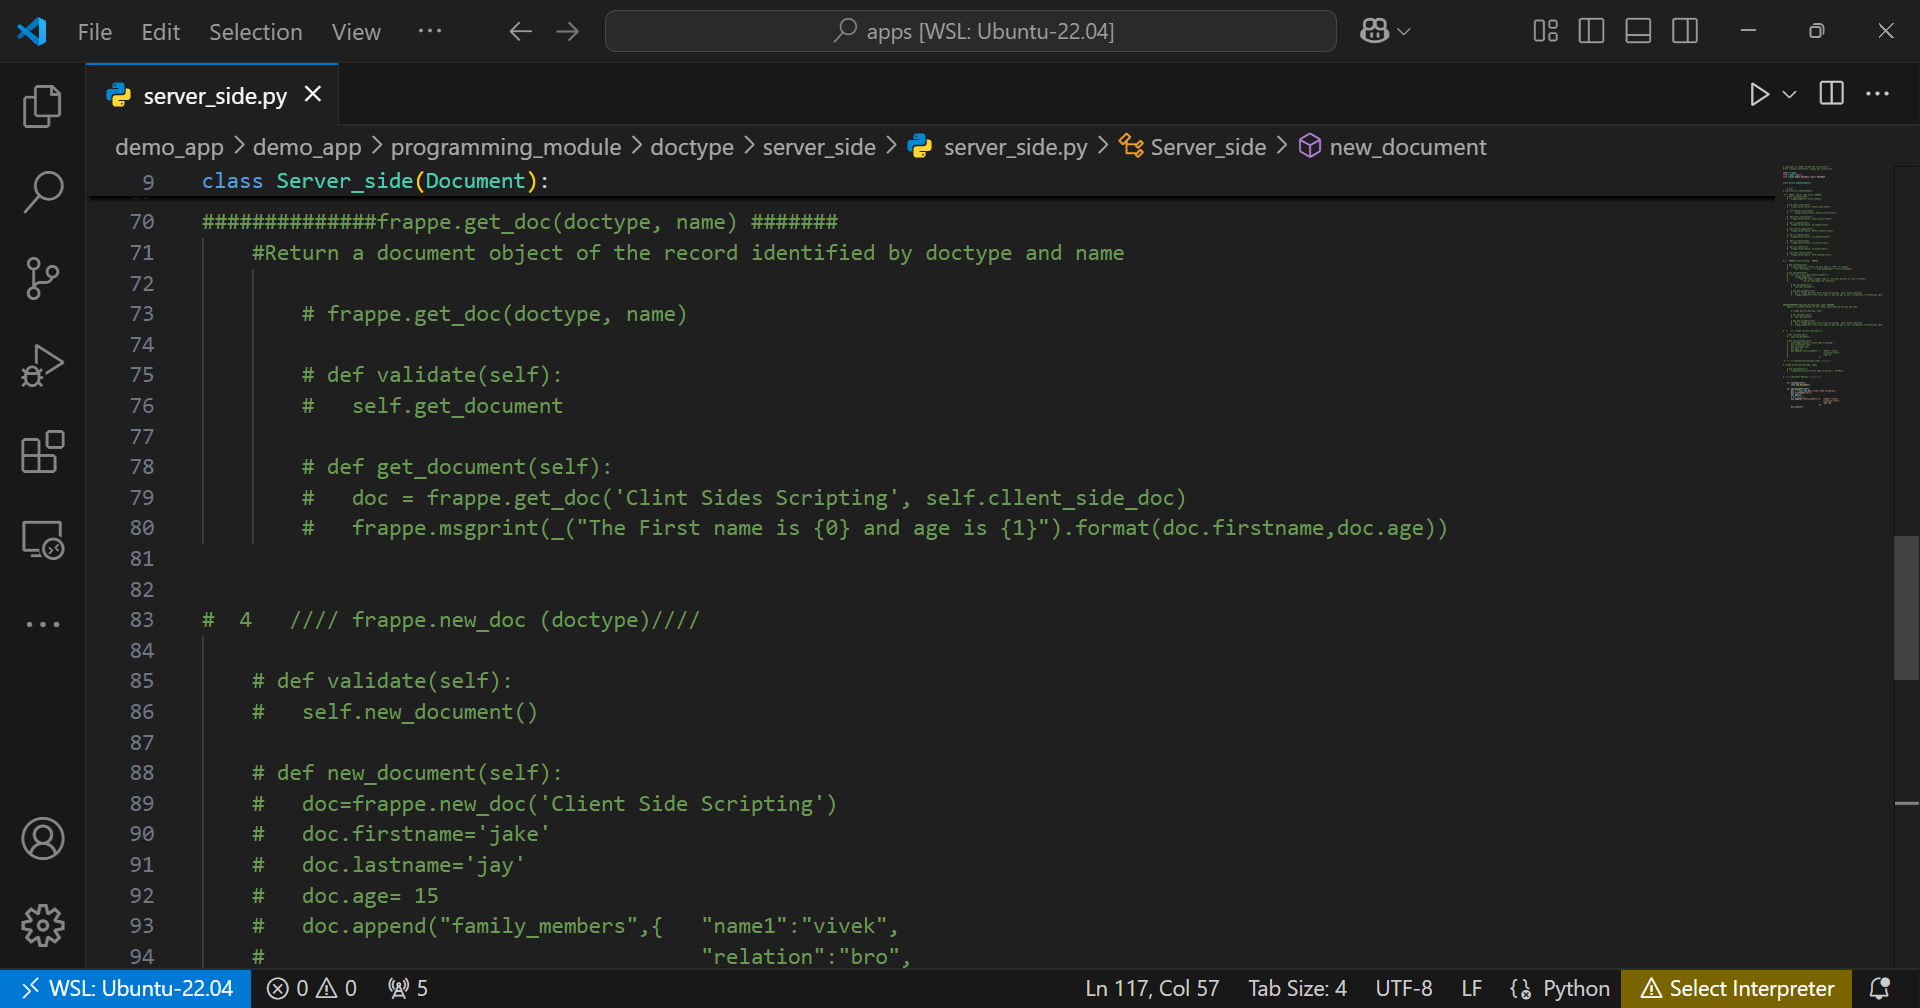 File Edit Selection View ··· apps [WSL: Ubuntu-22.04]
server_side.py
demo_app > demo_app > programming_module > doctype > server_side > server_side.py > Server_side > new_document
9 class Server_side(Document):
70 ##############frappe.get_doc(doctype, name) #######
71 #Return a document object of the record identified by doctype and name
72
73 # frappe.get_doc(doctype, name)
74
75 # def validate(self):
76 # self.get_document
77
78 # def get_document(self):
79 # doc = frappe.get_doc('Clint Sides Scripting', self.cllent_side_doc)
80 # frappe.msgprint(_("The First name is {0} and age is {1}").format(doc.firstname,doc.age))
81
82
83 # 4 //// frappe.new_doc (doctype)////
84
85 # def validate(self):
86 # self.new_document()
87
88 # def new_document(self):
89 # doc=frappe.new_doc('Client Side Scripting')
90 # doc.firstname='jake'
91 # doc.lastname='jay'
92 # doc.age= 15
93 # doc.append("family_members",{ "name1":"vivek",
94 # "relation":"bro",
WSL: Ubuntu-22.04 0 0 5 Ln 117, Col 57 Tab Size: 4 UTF-8 LF Python Select Interpreter